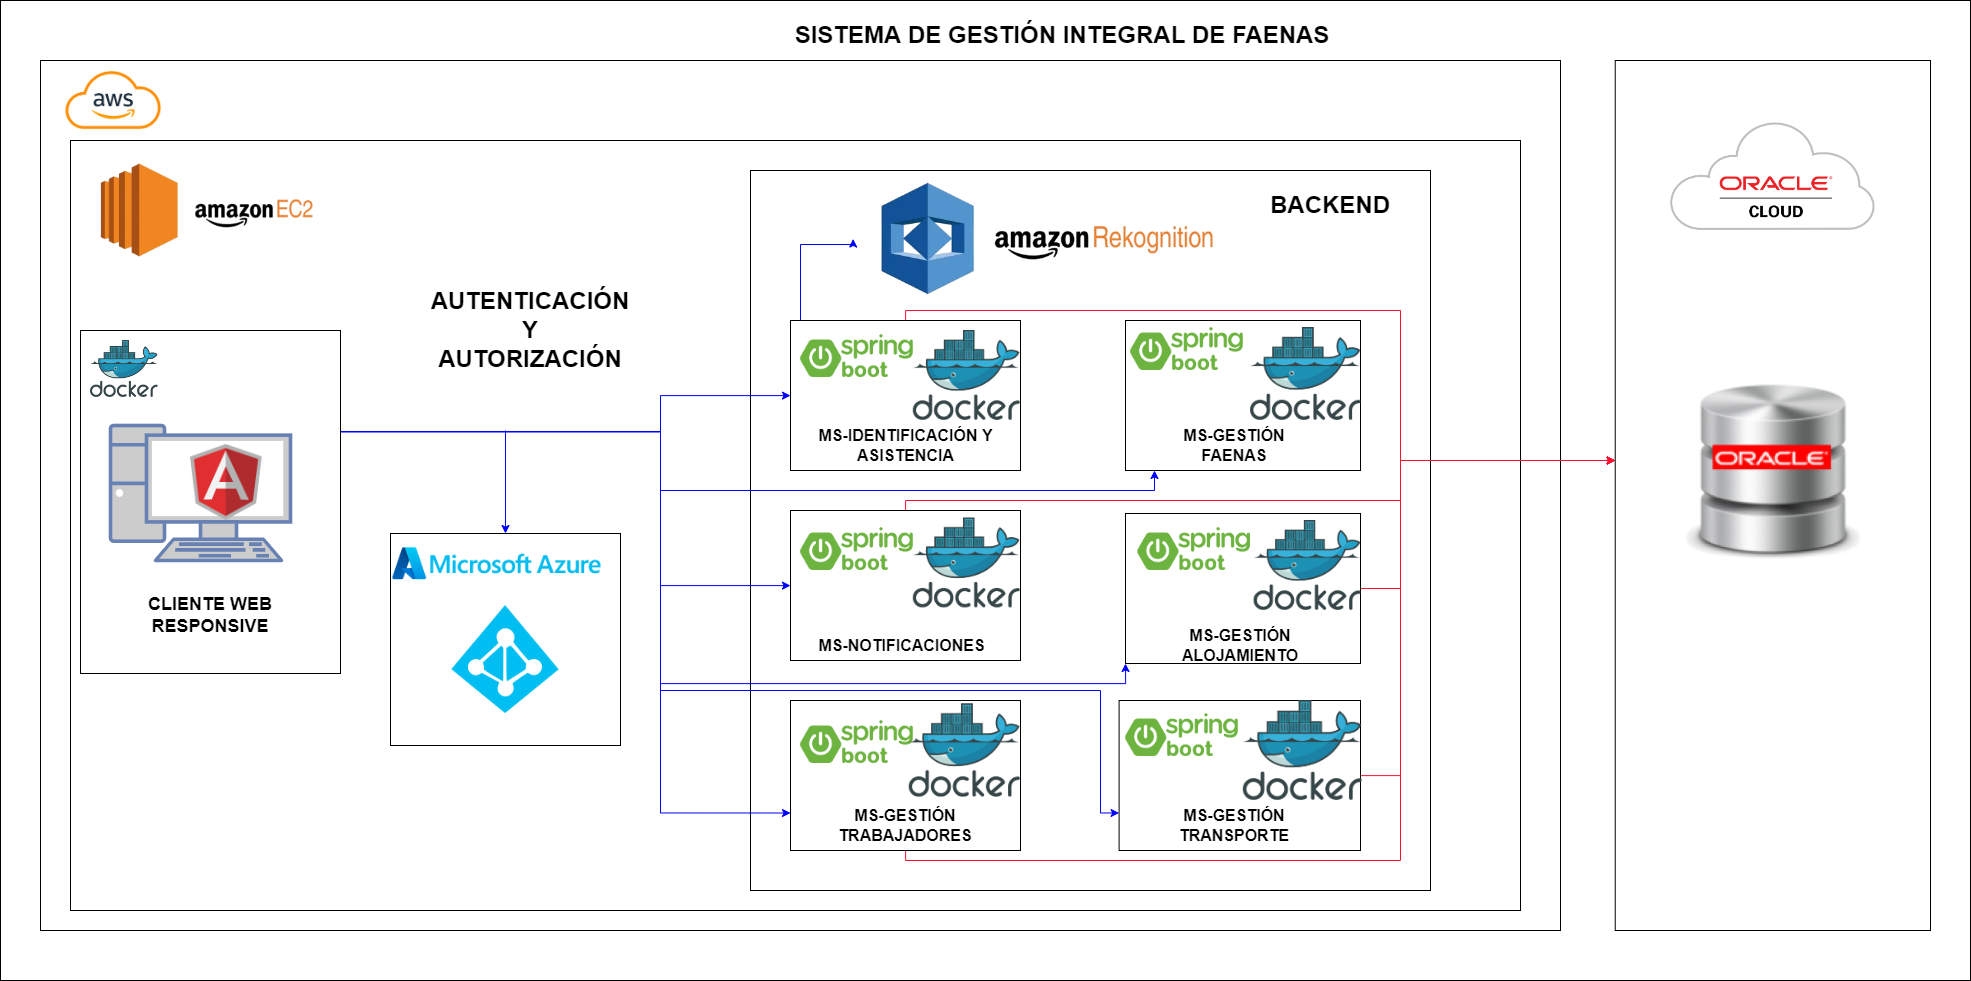 SISTEMA DE GESTIÓN INTEGRAL DE FAENAS
aws
amazon EC2
AUTENTICACIÓN
Y
AUTORIZACIÓN
docker
CLIENTE WEB
RESPONSIVE
Microsoft Azure
BACKEND
amazon Rekognition
spring
boot
docker
MS-IDENTIFICACIÓN Y
ASISTENCIA
spring
boot
docker
MS-GESTIÓN
FAENAS
spring
boot
docker
MS-NOTIFICACIONES
spring
boot
docker
MS-GESTIÓN
ALOJAMIENTO
spring
boot
docker
MS-GESTIÓN
TRABAJADORES
spring
boot
docker
MS-GESTIÓN
TRANSPORTE
ORACLE
CLOUD
ORACLE